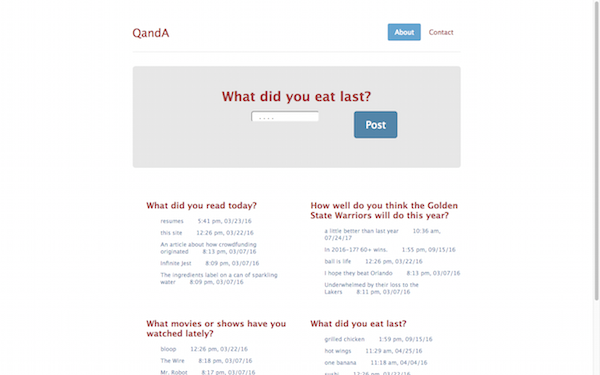 QandA
About
Contact
What did you eat last?
....
Post
What did you read today?
resumes 5:41 pm, 03/23/16
this site 12:26 pm, 03/22/16
An article about how crowdfunding
originated 8:13 pm, 03/07/16
Infinite Jest 8:09 pm, 03/07/16
The ingredients label on a can of sparkling
water 8:09 pm, 03/07/16
How well do you think the Golden
State Warriors will do this year?
a little better than last year 10:36 am,
07/24/17
In 2016-17? 60+ wins. 1:55 pm, 09/15/16
ball is life 12:26 pm, 03/22/16
I hope they beat Orlando 8:13 pm, 03/07/16
Underwhelmed by their loss to the
Lakers 8:11 pm, 03/07/16
What movies or shows have you
watched lately?
bloop 12:26 pm, 03/22/16
The Wire 8:18 pm, 03/07/16
Mr. Robot 8:17 pm, 03/07/16
What did you eat last?
grilled chicken 1:59 pm, 09/15/16
hot wings 11:29 am, 04/25/16
one banana 11:18 am, 04/04/16
sushi 12:26 pm, 03/22/16